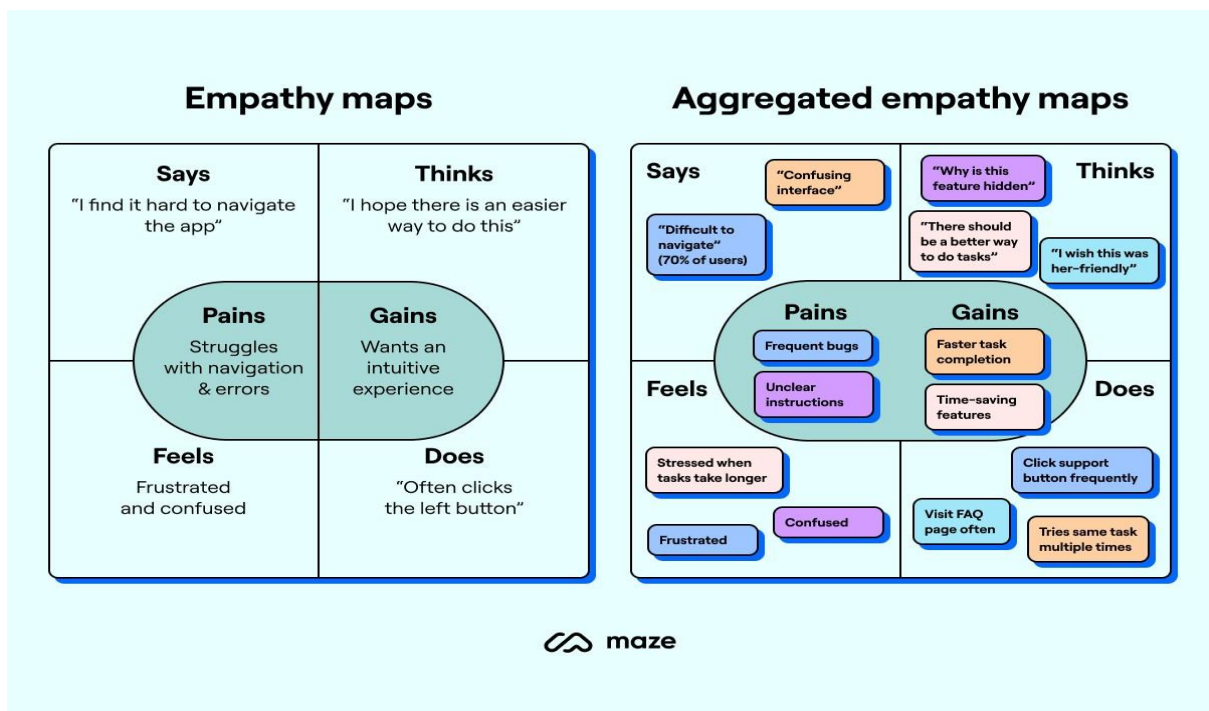 Empathy maps
Says
“I find it hard to navigate
the app”
Thinks
“I hope there is an easier
way to do this”
Pains
Struggles
with navigation
& errors
Gains
Wants an
intuitive
experience
Feels
Frustrated
and confused
Does
“Often clicks
the left button”
Aggregated empathy maps
Says
“Confusing
interface”
“Difficult to
navigate“
(70% of users)
Thinks
“Why is this
feature hidden”
“There should
be a better way
to do tasks”
“I wish this was
her-friendly”
Pains
Frequent bugs
Unclear
instructions
Gains
Faster task
completion
Time-saving
features
Feels
Stressed when
tasks take longer
Confused
Frustrated
Does
Click support
button frequently
Visit FAQ
page often
Tries same task
multiple times
maze